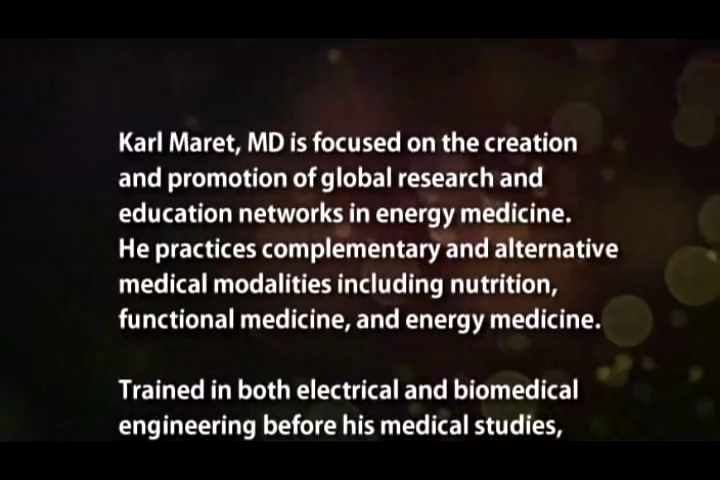 Karl Maret, MD is focused on the creation
and promotion of global research and
education networks in energy medicine.
He practices complementary and alternative
medical modalities including nutrition,
functional medicine, and energy medicine.
Trained in both electrical and biomedical
engineering before his medical studies,